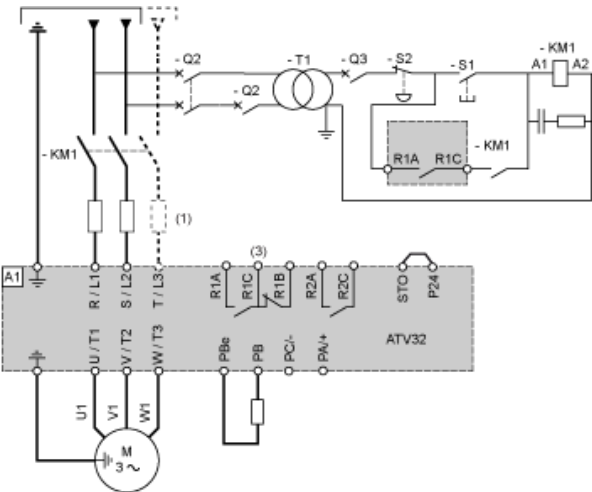 - Q2
- T1
- Q3
- S2
- S1
- KM1
A1
A2
- Q2
- KM1
R1A
R1C
- KM1
(1)
(3)
A1
R / L1
S / L2
T / L3
R1A
R1C
R1B
R2A
R2C
STO
P24
ATV32
U / T1
V / T2
W / T3
PBe
PB
PC/-
PA/+
U1
V1
W1
M
3 ~